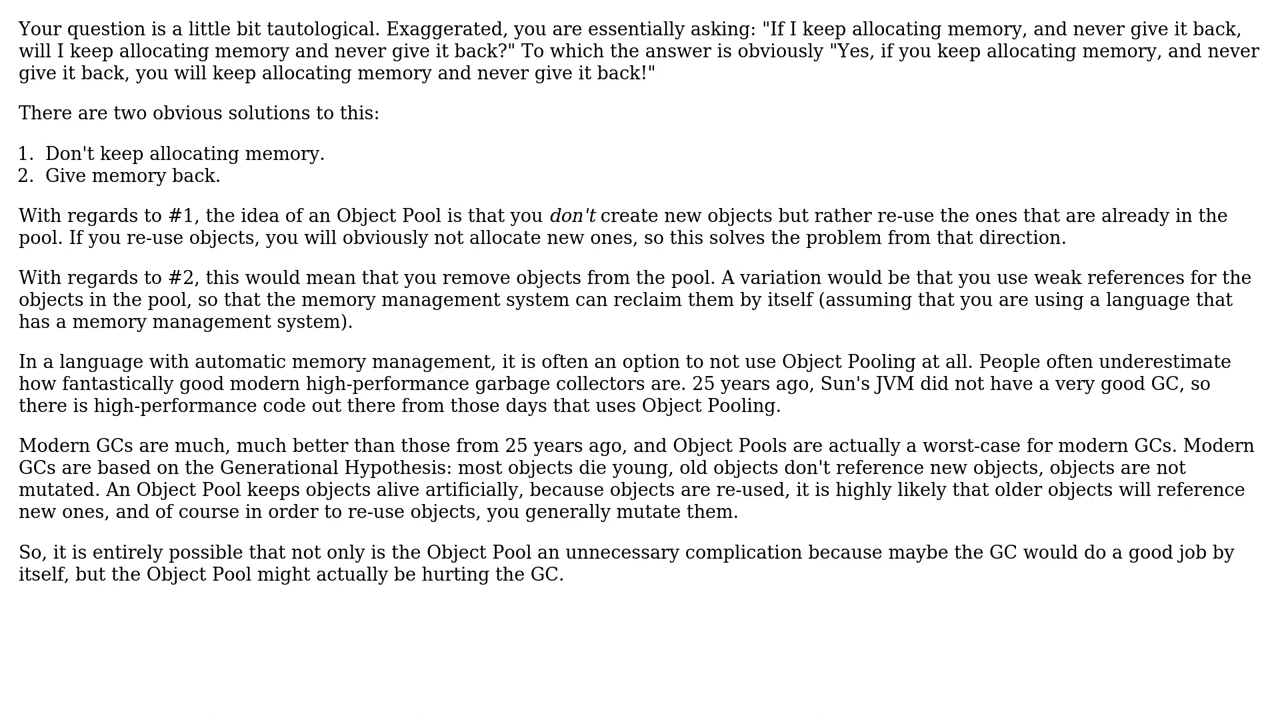 Your question is a little bit tautological. Exaggerated, you are essentially asking: "If I keep allocating memory, and never give it back,
will I keep allocating memory and never give it back?" To which the answer is obviously "Yes, if you keep allocating memory, and never
give it back, you will keep allocating memory and never give it back!"
There are two obvious solutions to this:
1. Don't keep allocating memory.
2. Give memory back.
With regards to #1, the idea of an Object Pool is that you don't create new objects but rather re-use the ones that are already in the
pool. If you re-use objects, you will obviously not allocate new ones, so this solves the problem from that direction.
With regards to #2, this would mean that you remove objects from the pool. A variation would be that you use weak references for the
objects in the pool, so that the memory management system can reclaim them by itself (assuming that you are using a language that
has a memory management system).
In a language with automatic memory management, it is often an option to not use Object Pooling at all. People often underestimate
how fantastically good modern high-performance garbage collectors are. 25 years ago, Sun's JVM did not have a very good GC, so
there is high-performance code out there from those days that uses Object Pooling.
Modern GCs are much, much better than those from 25 years ago, and Object Pools are actually a worst-case for modern GCs. Modern
GCs are based on the Generational Hypothesis: most objects die young, old objects don't reference new objects, objects are not
mutated. An Object Pool keeps objects alive artificially, because objects are re-used, it is highly likely that older objects will reference
new ones, and of course in order to re-use objects, you generally mutate them.
So, it is entirely possible that not only is the Object Pool an unnecessary complication because maybe the GC would do a good job by
itself, but the Object Pool might actually be hurting the GC.